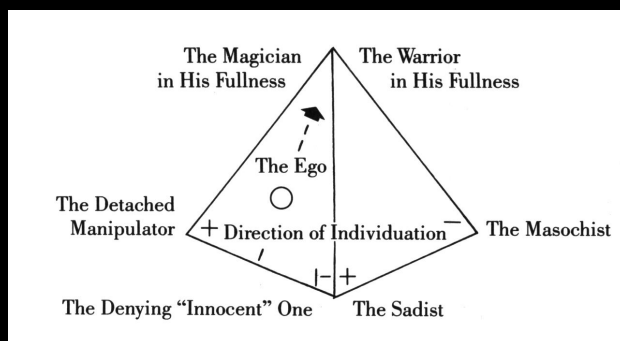 The Magician
in His Fullness
The Warrior
in His Fullness
The Ego
The Detached
Manipulator
+ Direction of Individuation −
The Masochist
− +
The Denying "Innocent" One
The Sadist